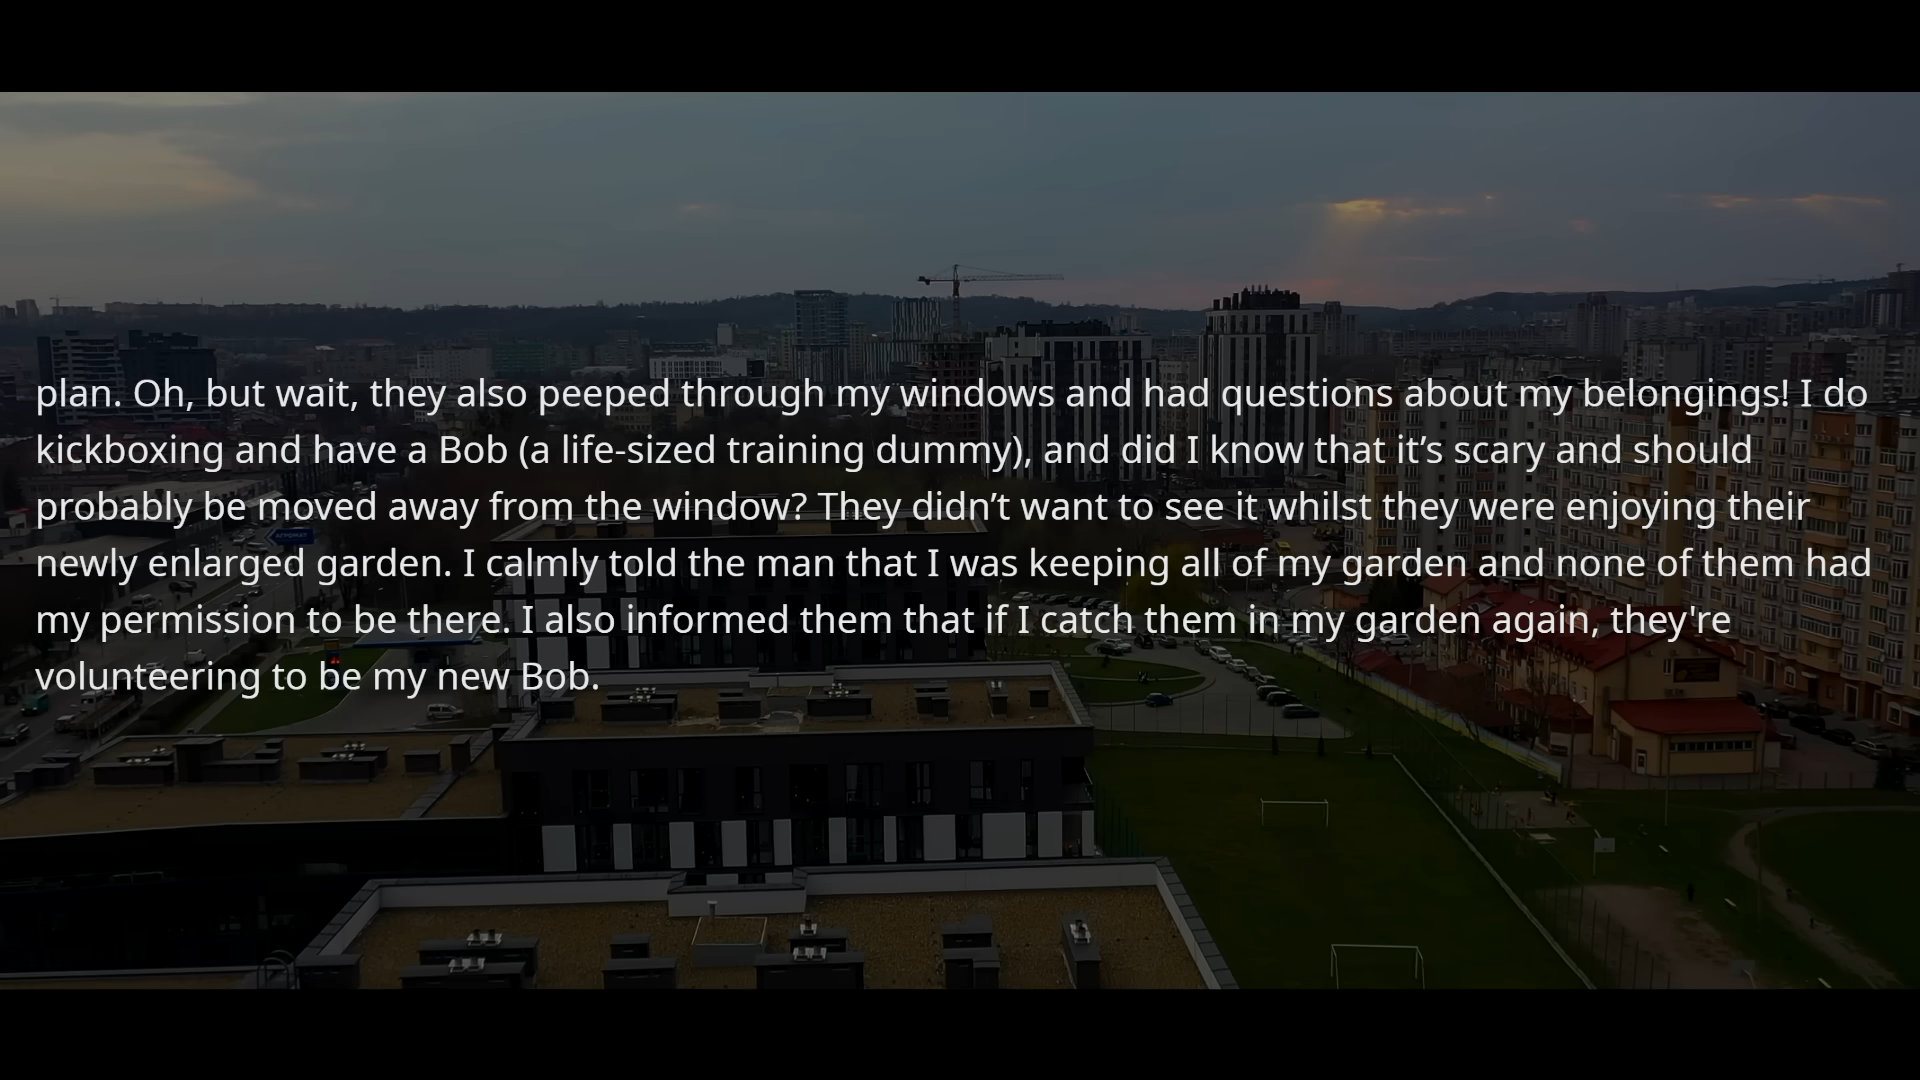 plan. Oh, but wait, they also peeped through my windows and had questions about my belongings! I do
kickboxing and have a Bob (a life-sized training dummy), and did I know that it’s scary and should
probably be moved away from the window? They didn’t want to see it whilst they were enjoying their
newly enlarged garden. I calmly told the man that I was keeping all of my garden and none of them had
my permission to be there. I also informed them that if I catch them in my garden again, they're
volunteering to be my new Bob.
АГРОМАТ